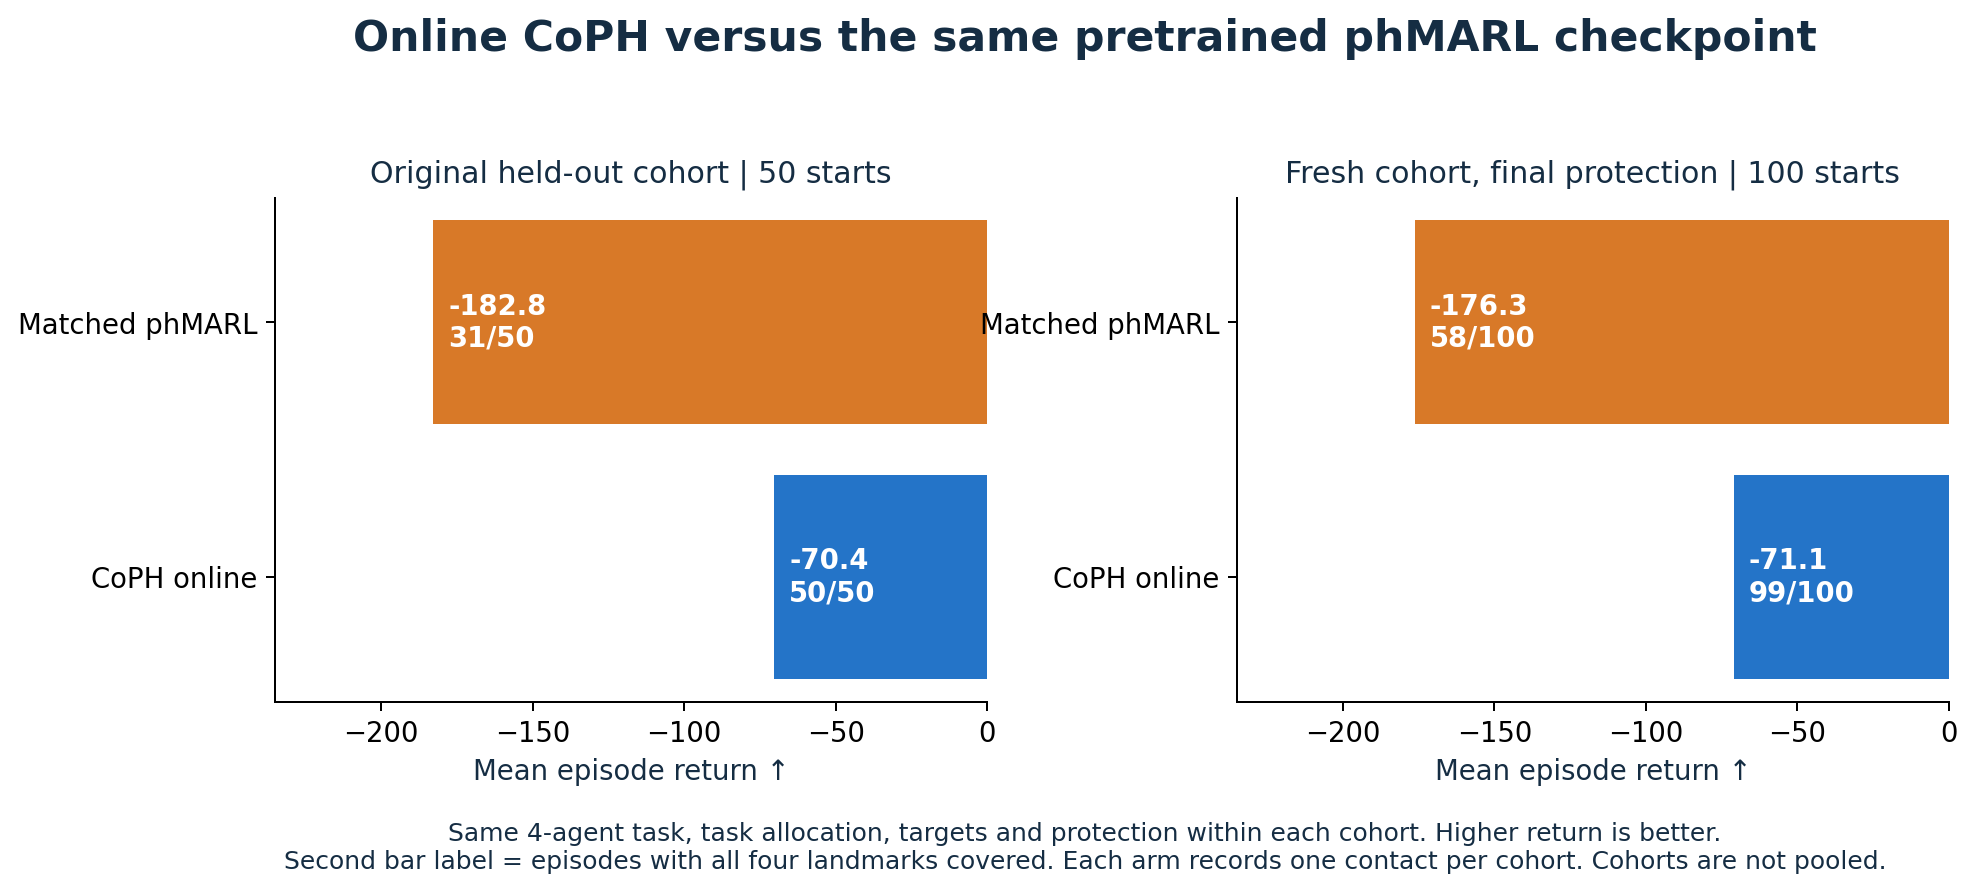 Online CoPH versus the same pretrained phMARL checkpoint
Original held-out cohort | 50 starts
Matched phMARL
-182.8
31/50
CoPH online
-70.4
50/50
−200 −150 −100 −50 0
Mean episode return ↑
Fresh cohort, final protection | 100 starts
Matched phMARL
-176.3
58/100
CoPH online
-71.1
99/100
−200 −150 −100 −50 0
Mean episode return ↑
Same 4-agent task, task allocation, targets and protection within each cohort. Higher return is better.
Second bar label = episodes with all four landmarks covered. Each arm records one contact per cohort. Cohorts are not pooled.